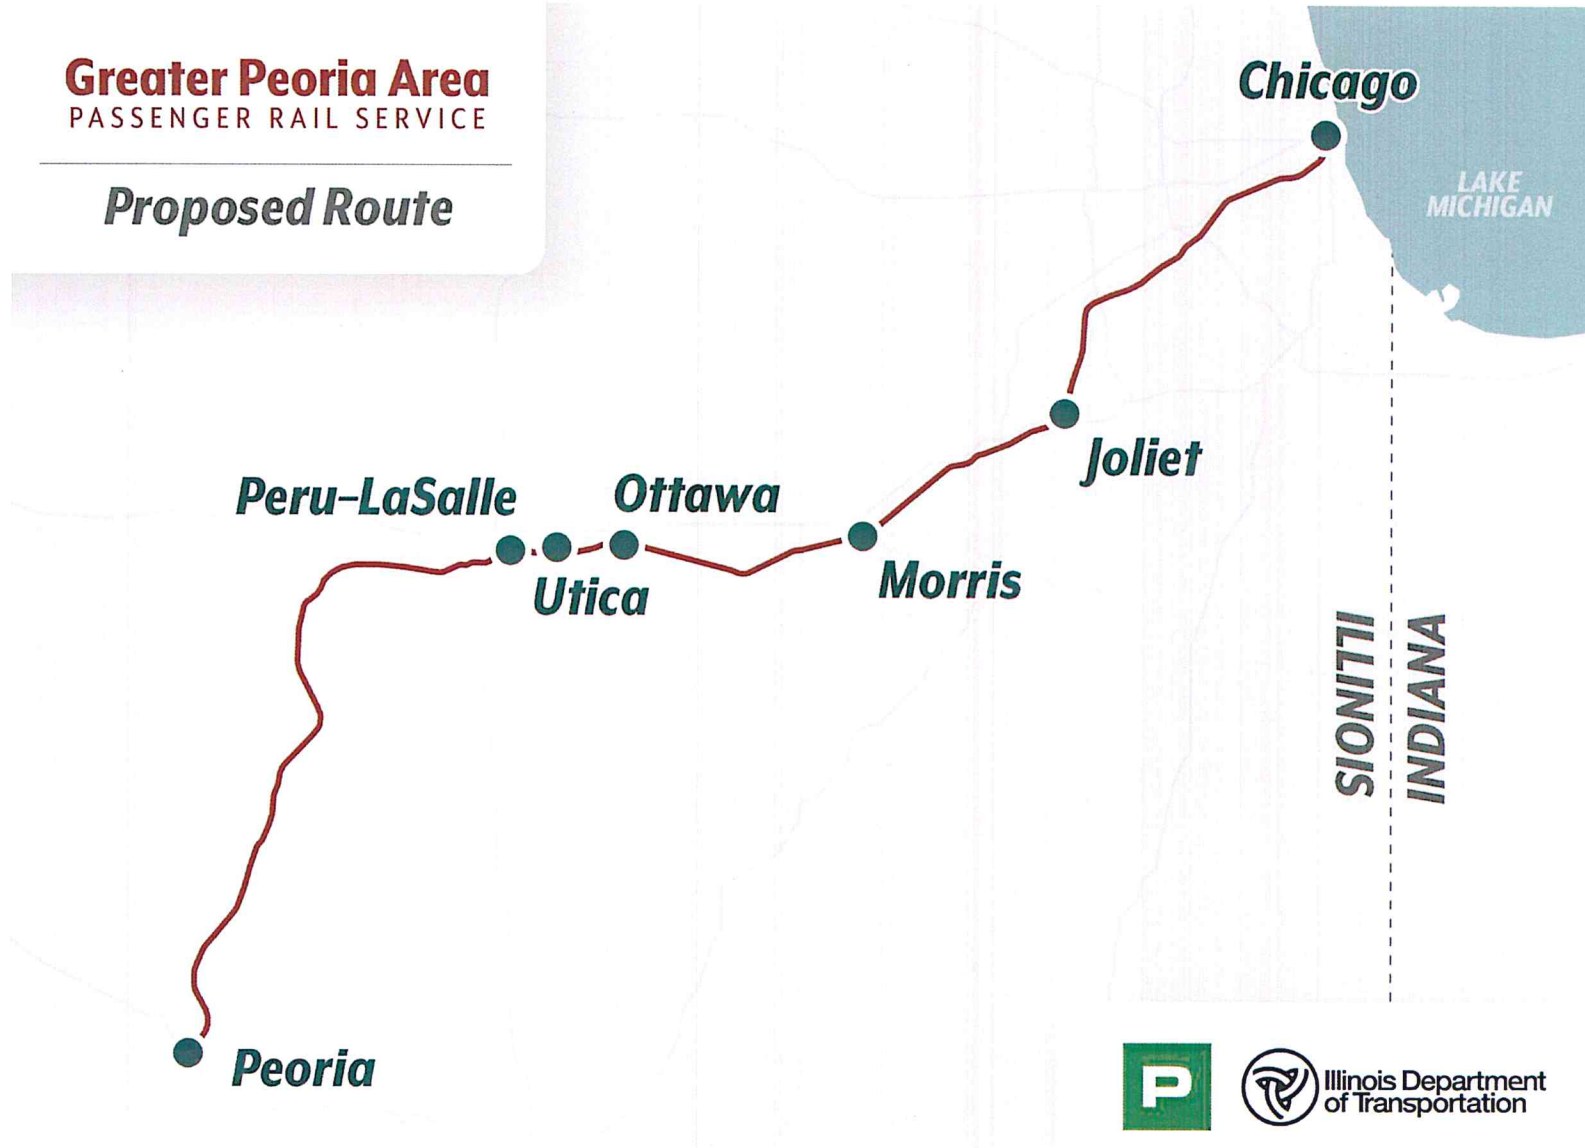 Greater Peoria Area
PASSENGER RAIL SERVICE
Proposed Route
Chicago
LAKE
MICHIGAN
Joliet
Peru–LaSalle
Ottawa
Utica
Morris
ILLINOIS
INDIANA
Peoria
P
Illinois Department
of Transportation